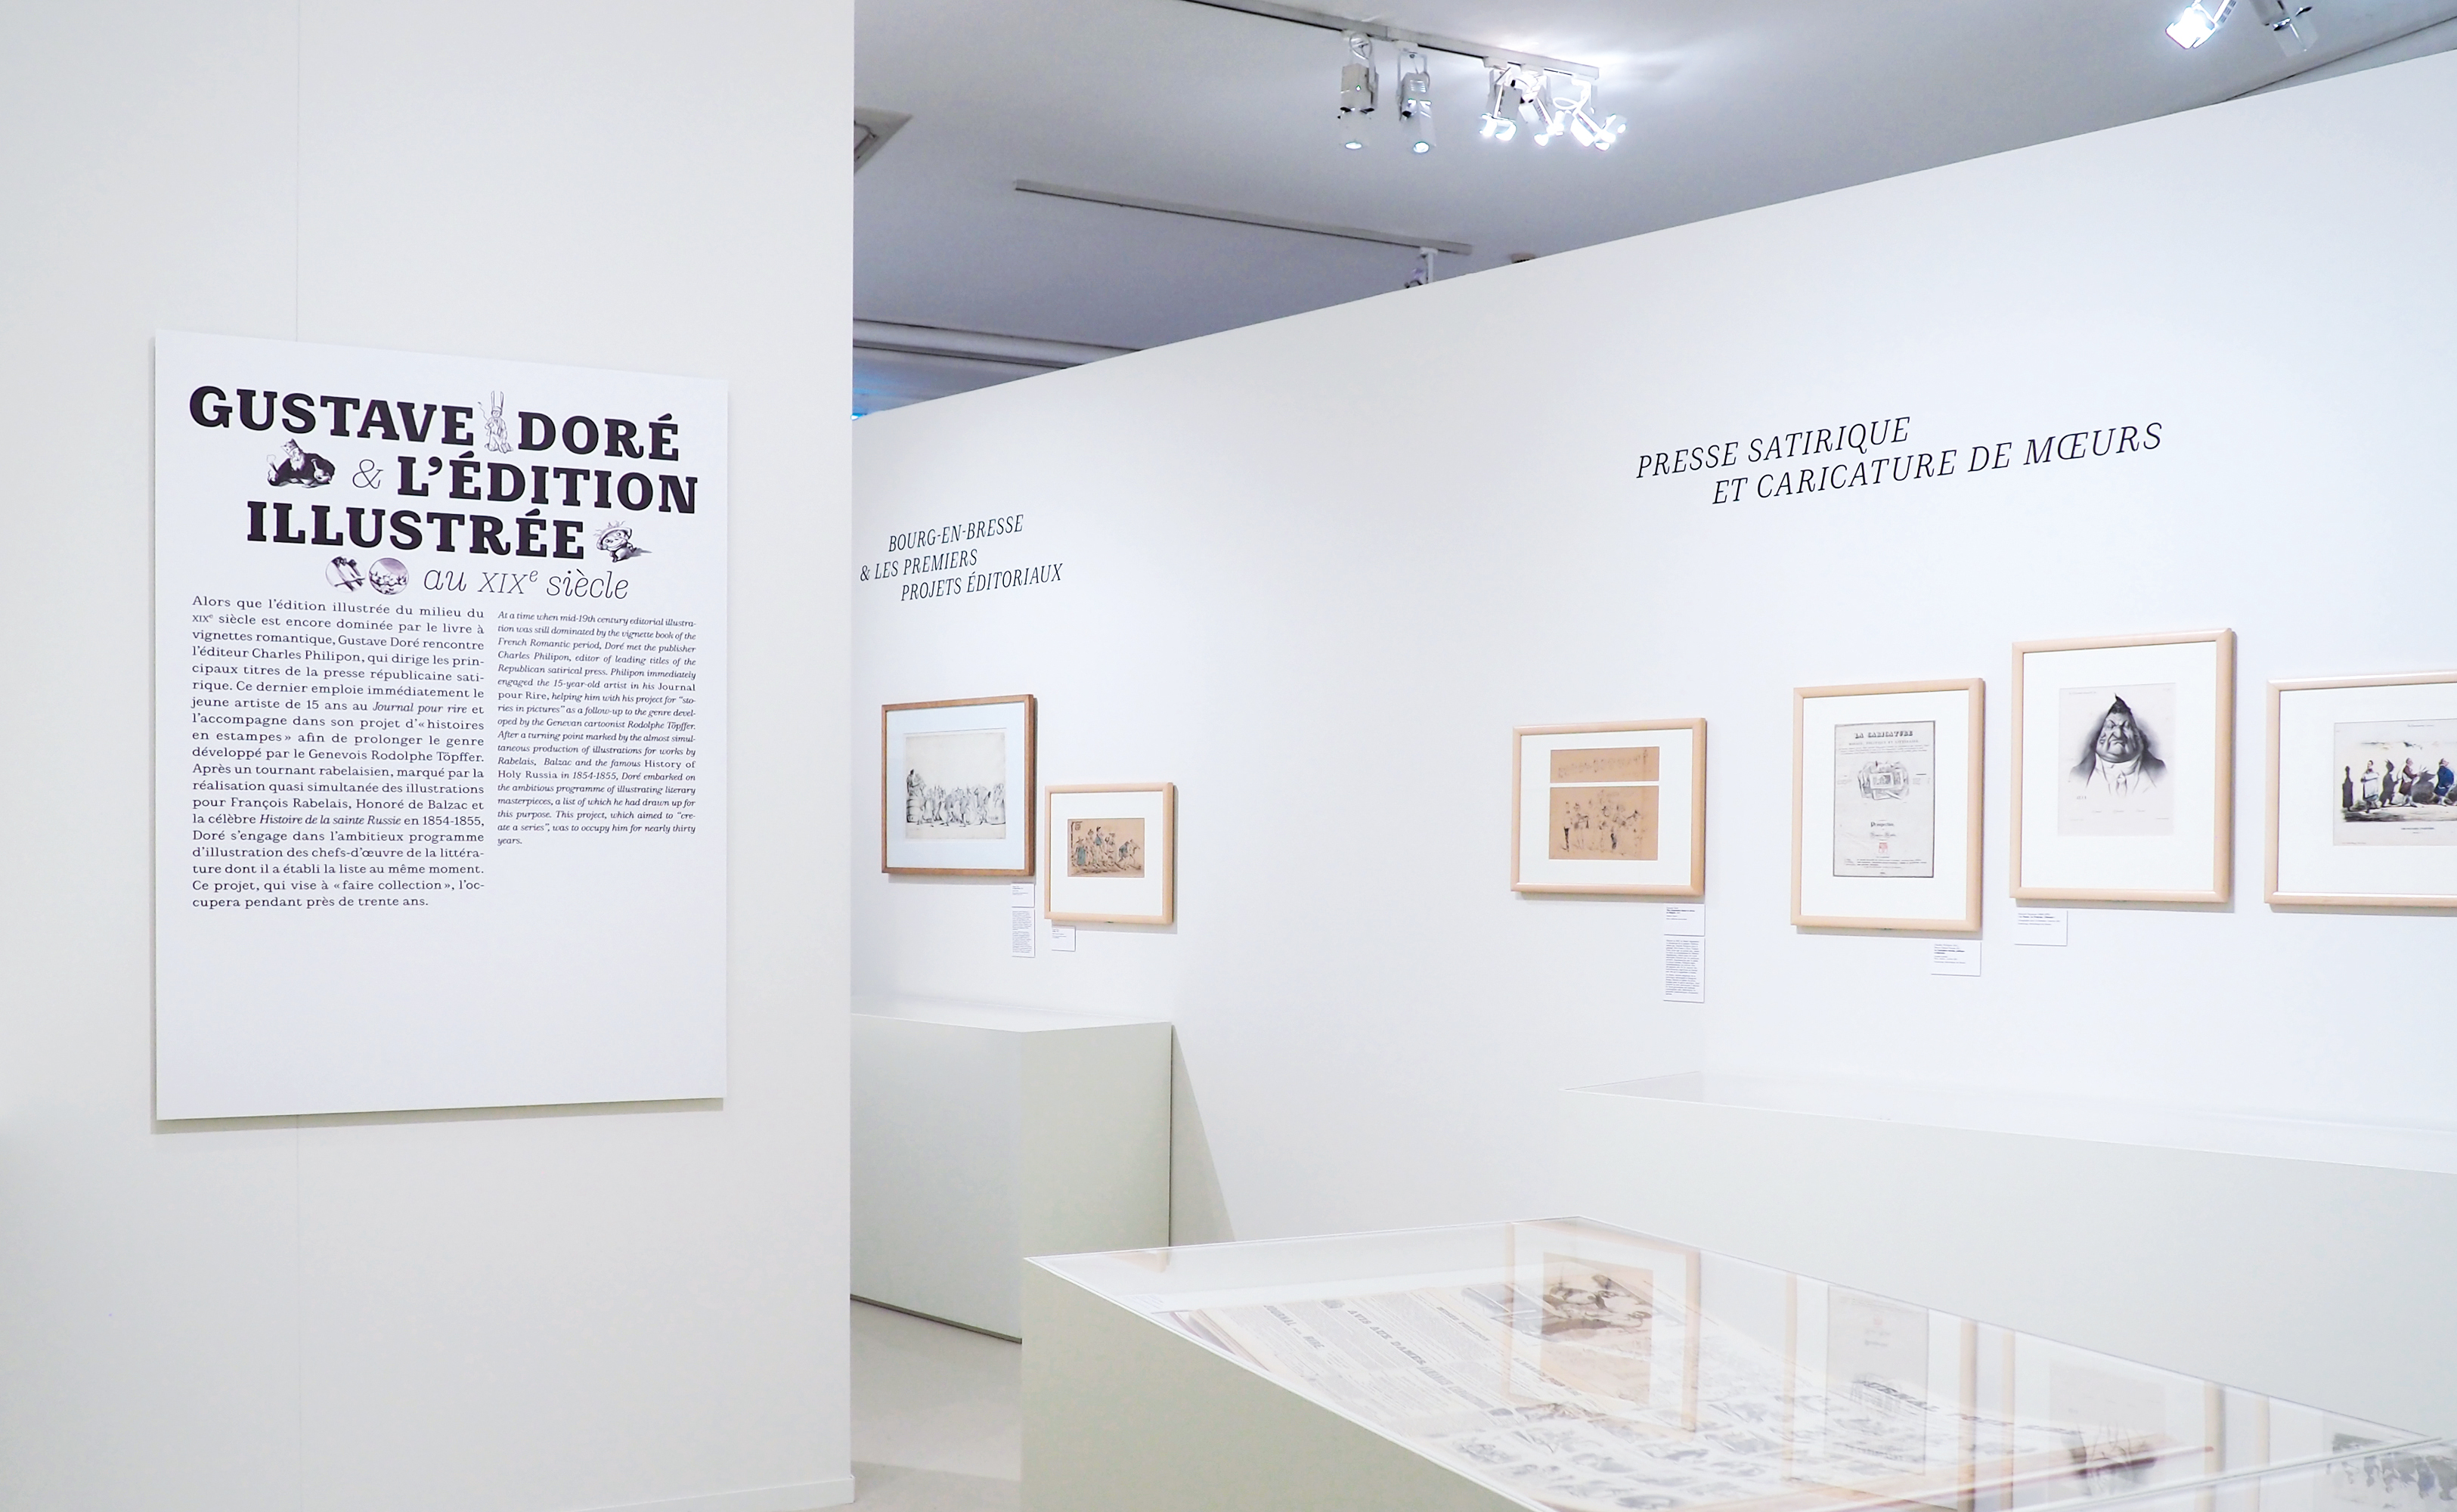 GUSTAVE DORÉ
& L’ÉDITION
ILLUSTRÉE
au XIXe siècle
Alors que l’édition illustrée du milieu du
XIXe siècle est encore dominée par le livre à
vignettes romantique, Gustave Doré rencontre
l’éditeur Charles Philipon, qui dirige les prin-
cipaux titres de la presse républicaine sati-
rique. Ce dernier emploie immédiatement le
jeune artiste de 15 ans au Journal pour rire et
l’accompagne dans son projet d’« histoires
en estampes » afin de prolonger le genre
développé par le Genevois Rodolphe Töpffer.
Après un tournant rabelaisien, marqué par la
réalisation quasi simultanée des illustrations
pour François Rabelais, Honoré de Balzac et
la célèbre Histoire de la sainte Russie en 1854-1855,
Doré s’engage dans l’ambitieux programme
d’illustration des chefs-d’œuvre de la littéra-
ture dont il a établi la liste au même moment.
Ce projet, qui vise à « faire collection », l’oc-
cupera pendant près de trente ans.
At a time when mid-19th century editorial illustra-
tion was still dominated by the vignette book of the
French Romantic period, Doré met the publisher
Charles Philipon, editor of leading titles of the
Republican satirical press. Philipon immediately
engaged the 15-year-old artist in his Journal
pour Rire, helping him with his project for “sto-
ries in pictures” as a follow-up to the genre devel-
oped by the Genevan cartoonist Rodolphe Töpffer.
After a turning point marked by the almost simul-
taneous production of illustrations for works by
Rabelais, Balzac and the famous History of
Holy Russia in 1854-1855, Doré embarked on
the ambitious programme of illustrating literary
masterpieces, a list of which he had drawn up for
this purpose. This project, which aimed to “cre-
ate a series”, was to occupy him for nearly thirty
years.
BOURG-EN-BRESSE
& LES PREMIERS
PROJETS ÉDITORIAUX
PRESSE SATIRIQUE
ET CARICATURE DE MŒURS
LA CARICATURE
AVIS AUX DAMES